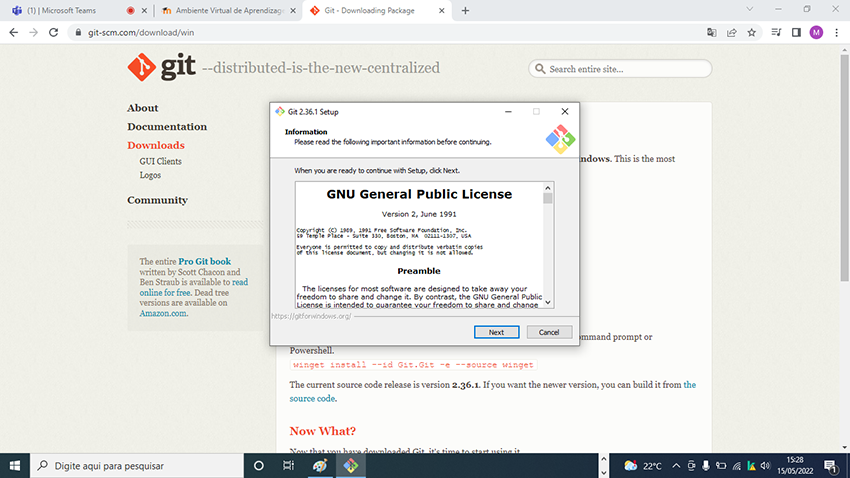 (1) | Microsoft Teams
Ambiente Virtual de Aprendizage
Git - Downloading Package
git-scm.com/download/win
M
git --distributed-is-the-new-centralized
Search entire site...
About
Documentation
Downloads
GUI Clients
Logos
Community
The entire Pro Git book
written by Scott Chacon and
Ben Straub is available to read
online for free. Dead tree
versions are available on
Amazon.com.
ndows. This is the most
Git 2.36.1 Setup
Information
Please read the following important information before continuing.
When you are ready to continue with Setup, click Next.
GNU General Public License
Version 2, June 1991
Copyright (C) 1989, 1991 Free Software Foundation, Inc.
59 Temple Place - Suite 330, Boston, MA 02111-1307, USA
Everyone is permitted to copy and distribute verbatim copies
of this license document, but changing it is not allowed.
Preamble
The licenses for most software are designed to take away your
freedom to share and change it. By contrast, the GNU General Public
License is intended to guarantee your freedom to share and change
https://gitforwindows.org/
Next
Cancel
ommand prompt or
Powershell.
winget install --id Git.Git -e --source winget
The current source code release is version 2.36.1. If you want the newer version, you can build it from the
source code.
Now What?
Now that you have downloaded Git, it's time to start using it.
Digite aqui para pesquisar
22°C
15:28
15/05/2022
1